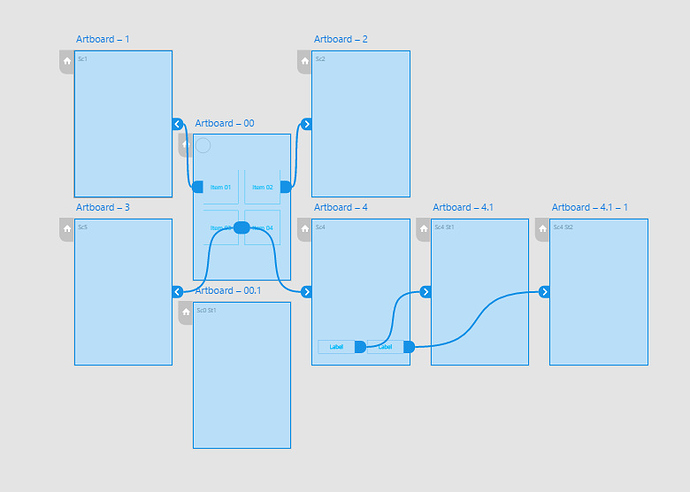 Artboard – 1
Artboard – 2
Sc1
Sc2
Artboard – 00
Item 01
Item 02
Artboard – 3
Artboard – 4
Artboard – 4.1
Artboard – 4.1 – 1
Sc5
Item
Item 04
Sc4
Sc4 St1
Sc4 St2
Artboard – 00.1
Sc0 St1
Label
Label